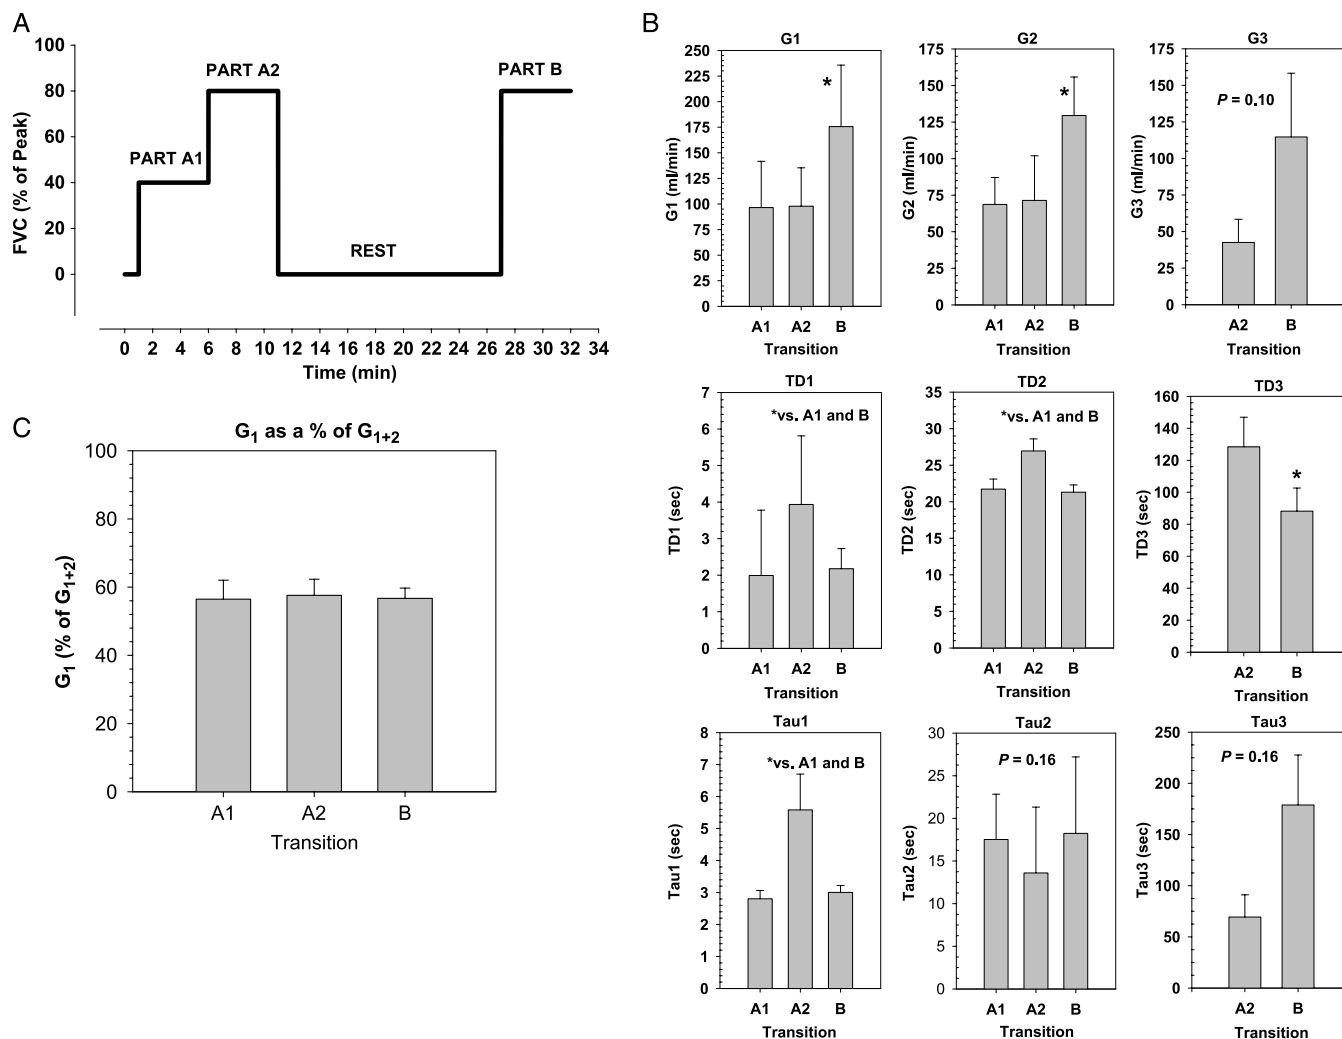 A
100
80
60
40
20
0
FVC (% of Peak)
PART A1
PART A2
REST
PART B
0 2 4 6 8 10 12 14 16 18 20 22 24 26 28 30 32 34
Time (min)
B
G1
250
225
200
175
150
125
100
75
50
25
0
G1 (ml/min)
*
A1 A2 B
Transition
G2
175
150
125
100
75
50
25
0
G2 (ml/min)
*
A1 A2 B
Transition
G3
175
150
125
100
75
50
25
0
G3 (ml/min)
P = 0.10
A2 B
Transition
TD1
7
6
5
4
3
2
1
0
TD1 (sec)
*vs. A1 and B
A1 A2 B
Transition
TD2
35
30
25
20
15
10
5
0
TD2 (sec)
*vs. A1 and B
A1 A2 B
Transition
TD3
160
140
120
100
80
60
40
20
0
TD3 (sec)
*
A2 B
Transition
Tau1
8
7
6
5
4
3
2
1
0
Tau1 (sec)
*vs. A1 and B
A1 A2 B
Transition
Tau2
30
25
20
15
10
5
0
Tau2 (sec)
P = 0.16
A1 A2 B
Transition
Tau3
250
200
150
100
50
0
Tau3 (sec)
P = 0.16
A2 B
Transition
C
G₁ as a % of G₁₊₂
100
80
60
40
20
0
G₁ (% of G₁₊₂)
A1 A2 B
Transition